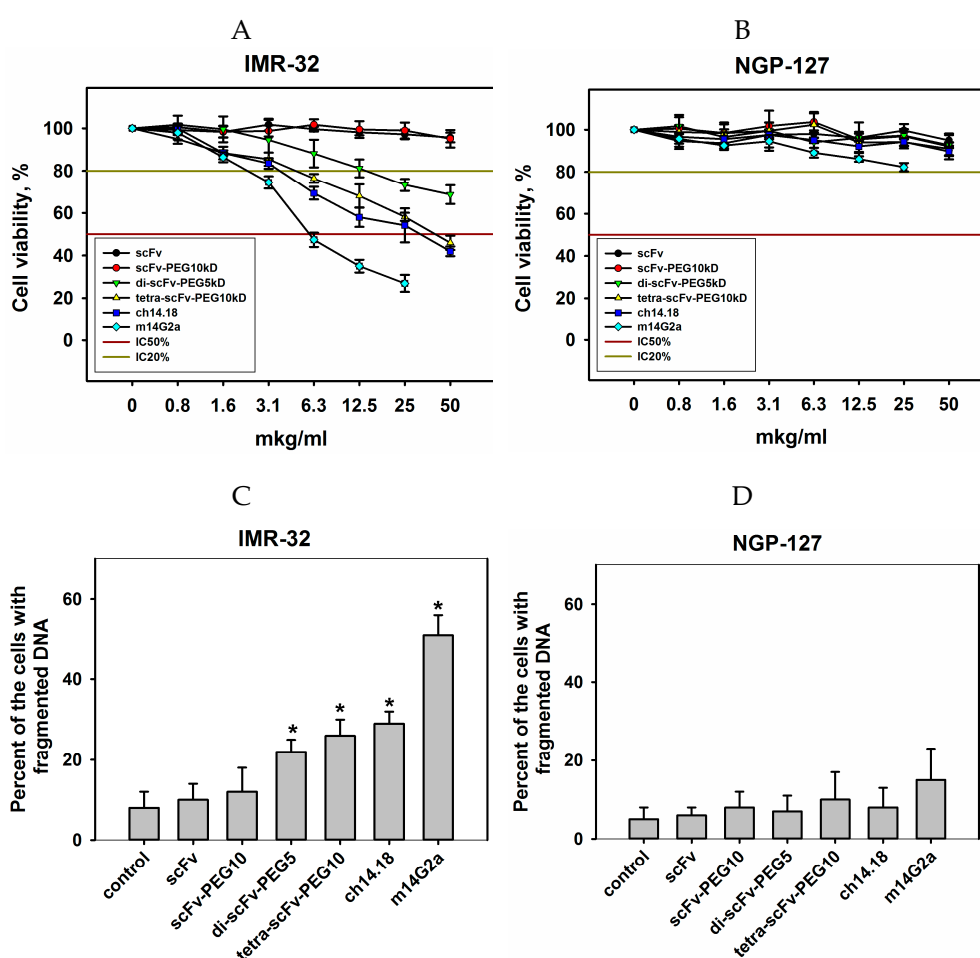 A
B
IMR-32
NGP-127
Cell viability, %
100
80
60
40
20
0
scFv
scFv-PEG10kD
di-scFv-PEG5kD
tetra-scFv-PEG10kD
ch14.18
m14G2a
IC50%
IC20%
0 0.8 1.6 3.1 6.3 12.5 25 50
mkg/ml
Cell viability, %
100
80
60
40
20
0
scFv
scFv-PEG10kD
di-scFv-PEG5kD
tetra-scFv-PEG10kD
ch14.18
m14G2a
IC50%
IC20%
0 0.8 1.6 3.1 6.3 12.5 25 50
mkg/ml
C
D
IMR-32
NGP-127
Percent of the cells with
fragmented DNA
60
40
20
0
*
*
*
*
control
scFv
scFv-PEG10
di-scFv-PEG5
tetra-scFv-PEG10
ch14.18
m14G2a
Percent of the cells with
fragmented DNA
60
40
20
0
control
scFv
scFv-PEG10
di-scFv-PEG5
tetra-scFv-PEG10
ch14.18
m14G2a